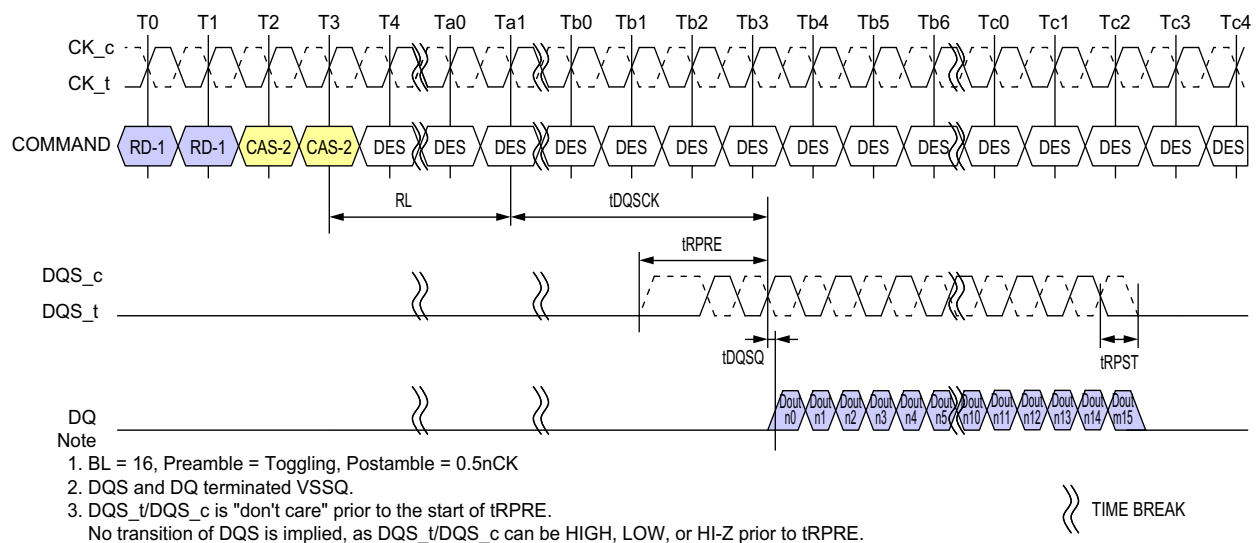 T0 T1 T2 T3 T4 Ta0 Ta1 Tb0 Tb1 Tb2 Tb3 Tb4 Tb5 Tb6 Tc0 Tc1 Tc2 Tc3 Tc4
CK_c
CK_t
COMMAND RD-1 RD-1 CAS-2 CAS-2 DES DES DES DES DES DES DES DES DES DES DES DES DES DES DES
RL tDQSCK
tRPRE
DQS_c
DQS_t
tDQSQ tRPST
Dout Dout Dout Dout Dout Dout Dout Dout Dout Dout Dout Dout
n0 n1 n2 n3 n4 n5 n10 n11 n12 n13 n14 m15
DQ
Note
1. BL = 16, Preamble = Toggling, Postamble = 0.5nCK
2. DQS and DQ terminated VSSQ.
3. DQS_t/DQS_c is "don't care" prior to the start of tRPRE.
No transition of DQS is implied, as DQS_t/DQS_c can be HIGH, LOW, or HI-Z prior to tRPRE.
TIME BREAK